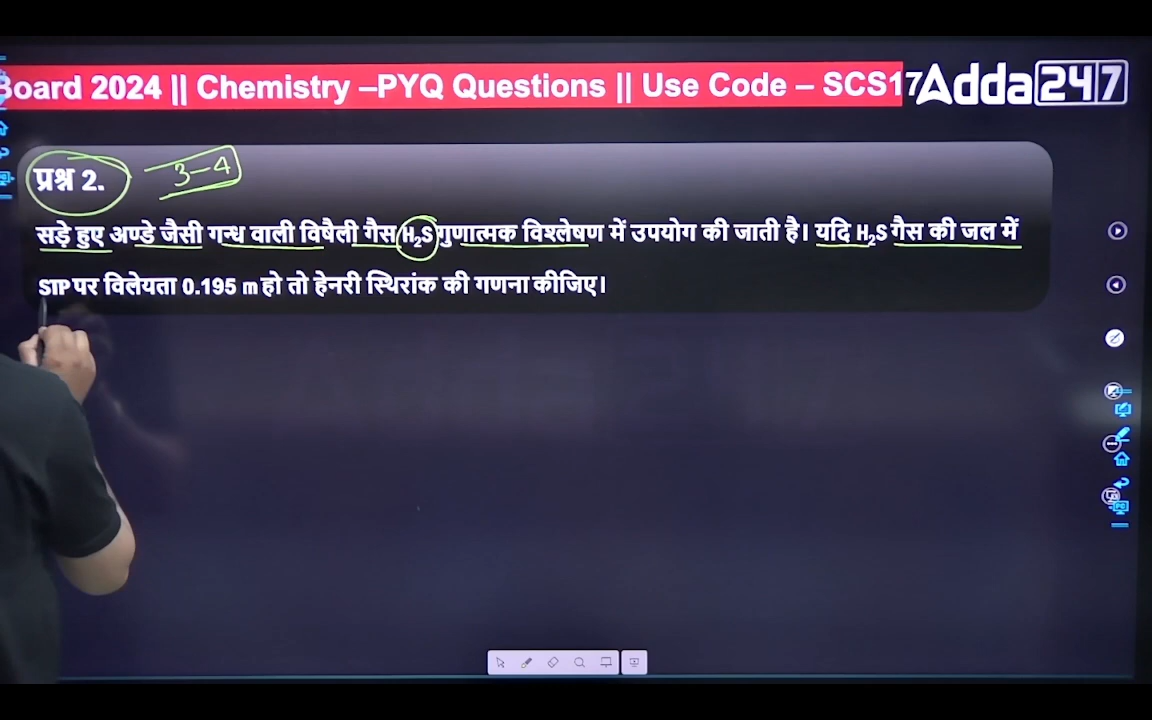 Board 2024 || Chemistry –PYQ Questions || Use Code – SCS17
Adda247
प्रश्न 2.
3-4
सड़े हुए अण्डे जैसी गन्ध वाली विषैली गैस H₂S गुणात्मक विश्लेषण में उपयोग की जाती है। यदि H₂S गैस की जल में
STP पर विलेयता 0.195 m हो तो हेनरी स्थिरांक की गणना कीजिए।